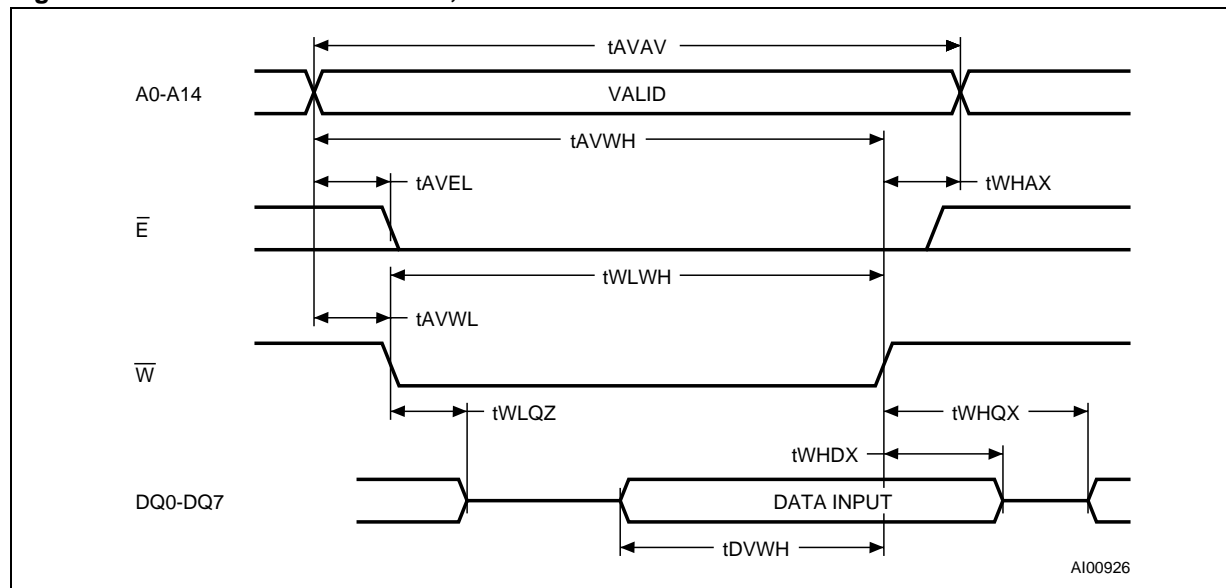 tAVAV
A0-A14
VALID
tAVWH
tAVEL
tWHAX
E̅
tWLWH
tAVWL
W̅
tWLQZ
tWHQX
tWHDX
DQ0-DQ7
DATA INPUT
tDVWH
AI00926